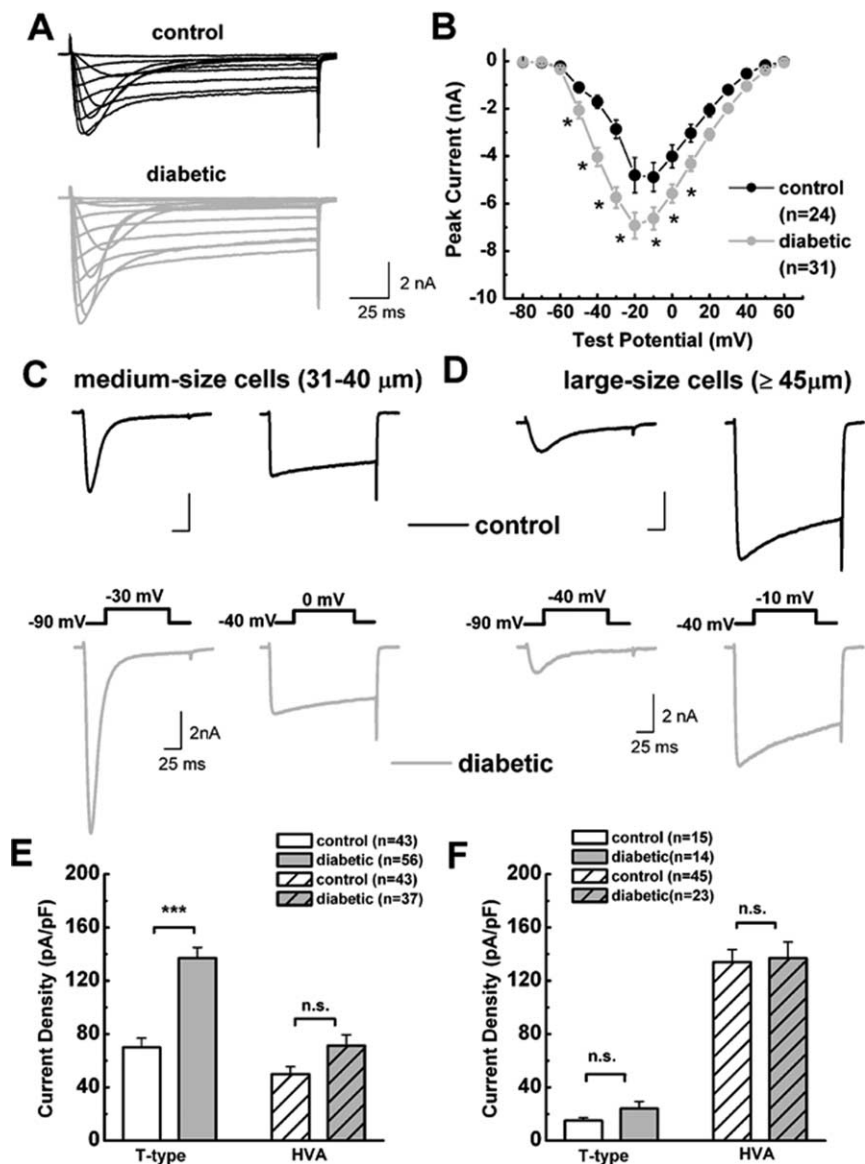 A
control
diabetic
2 nA
25 ms
B
0
-2
-4
-6
-8
-10
Peak Current (nA)
*
*
*
*
*
*
*
control
(n=24)
diabetic
(n=31)
-80 -60 -40 -20 0 20 40 60
Test Potential (mV)
C medium-size cells (31-40 μm)
D large-size cells (≥ 45μm)
control
-30 mV
-90 mV
0 mV
-40 mV
-40 mV
-90 mV
-10 mV
-40 mV
2nA
25 ms
2 nA
25 ms
diabetic
E
control (n=43)
diabetic (n=56)
control (n=43)
diabetic (n=37)
200
160
120
80
40
0
Current Density (pA/pF)
***
n.s.
T-type HVA
F
control (n=15)
diabetic(n=14)
control (n=45)
diabetic(n=23)
200
160
120
80
40
0
Current Density (pA/pF)
n.s.
n.s.
T-type HVA